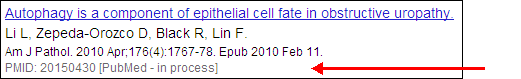 Autophagy is a component of epithelial cell fate in obstructive uropathy.
Li L, Zepeda-Orozco D, Black R, Lin F.
Am J Pathol. 2010 Apr;176(4):1767-78. Epub 2010 Feb 11.
PMID: 20150430 [PubMed - in process]